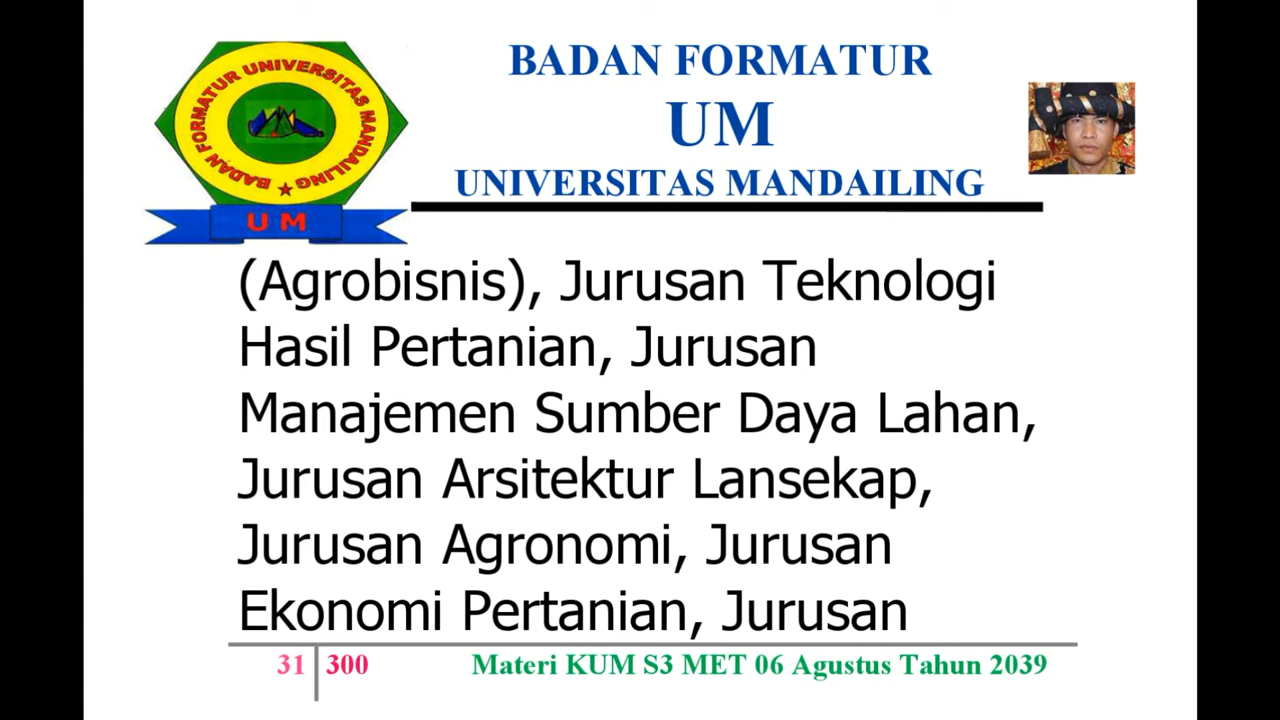 BADAN FORMATUR UNIVERSITAS MANDAILING
U M
BADAN FORMATUR
UM
UNIVERSITAS MANDAILING
(Agrobisnis), Jurusan Teknologi
Hasil Pertanian, Jurusan
Manajemen Sumber Daya Lahan,
Jurusan Arsitektur Lansekap,
Jurusan Agronomi, Jurusan
Ekonomi Pertanian, Jurusan
31 300 Materi KUM S3 MET 06 Agustus Tahun 2039